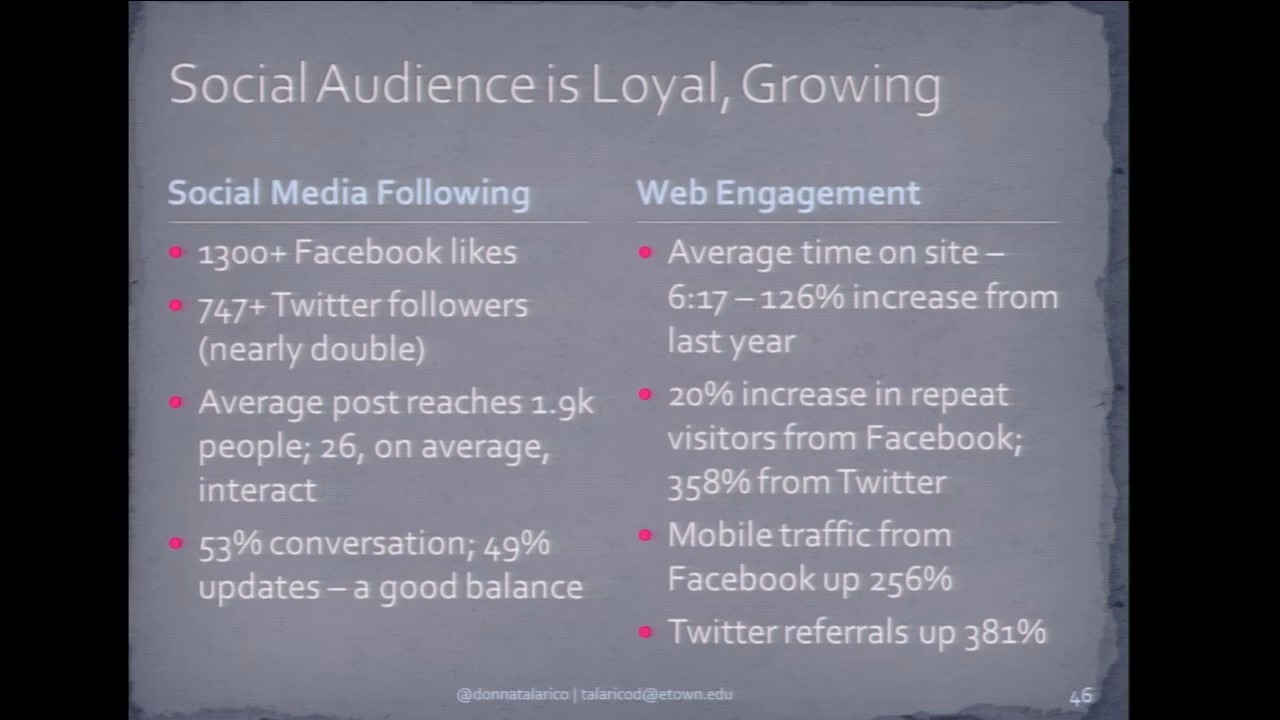 Social Audience is Loyal, Growing
Social Media Following
1300+ Facebook likes
747+ Twitter followers
(nearly double)
Average post reaches 1.9k
people; 26, on average,
interact
53% conversation; 49%
updates – a good balance
Web Engagement
Average time on site –
6:17 – 126% increase from
last year
20% increase in repeat
visitors from Facebook;
358% from Twitter
Mobile traffic from
Facebook up 256%
Twitter referrals up 381%
@donnatalarico | talaricod@etown.edu
46